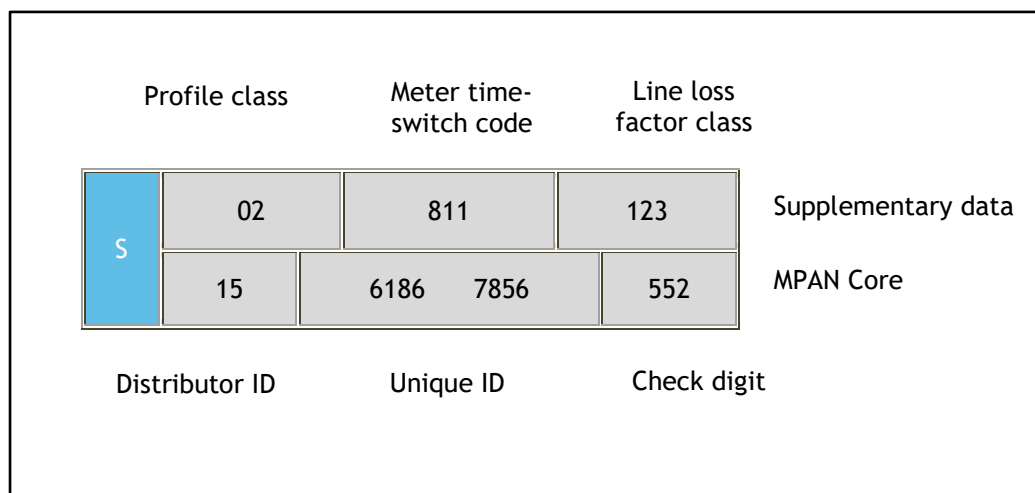 Profile class
Meter time-
switch code
Line loss
factor class
S
02
811
123
Supplementary data
15
6186 7856
552
MPAN Core
Distributor ID
Unique ID
Check digit